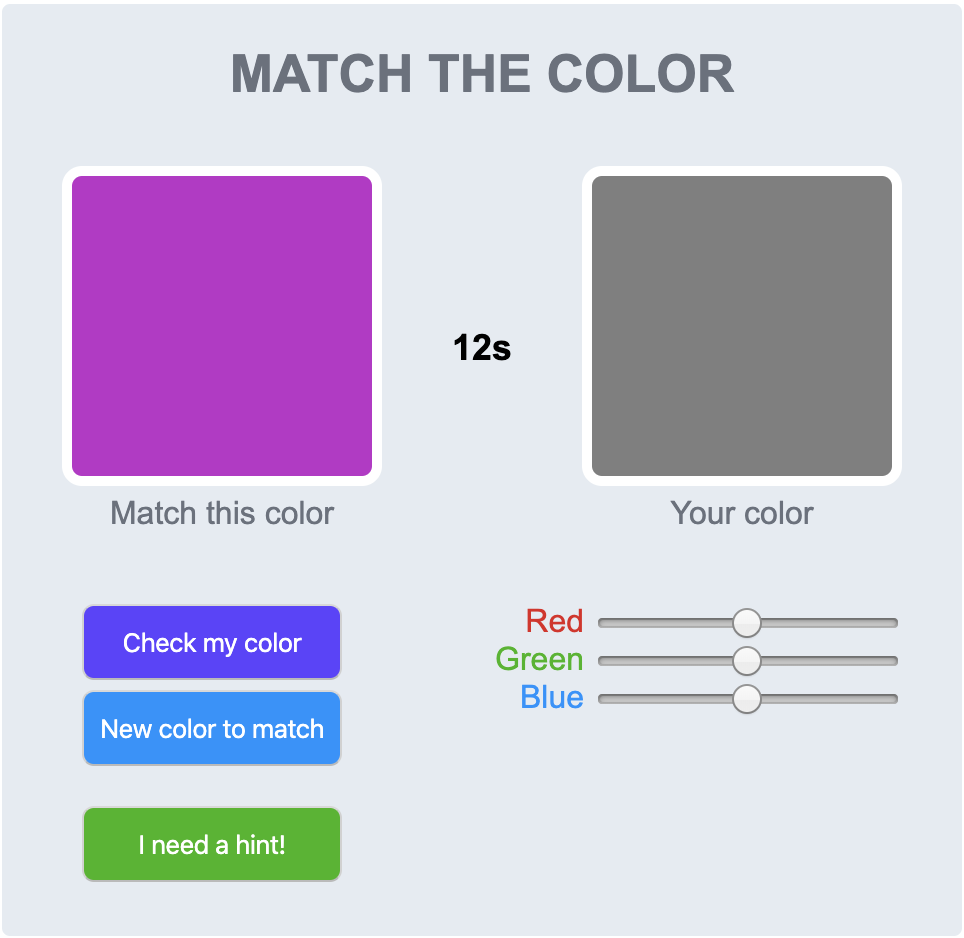 MATCH THE COLOR
12s
Match this color
Your color
Check my color
New color to match
I need a hint!
Red
Green
Blue